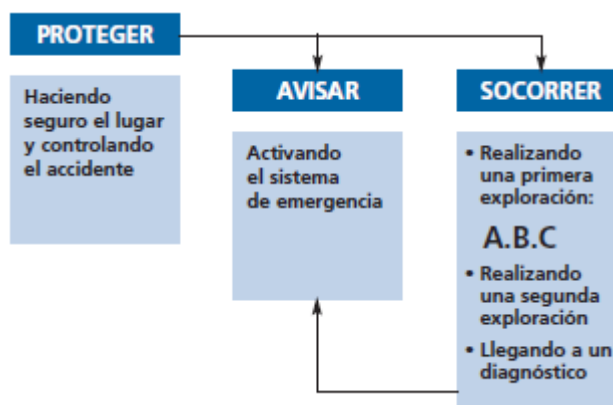 PROTEGER
Haciendo
seguro el lugar
y controlando
el accidente
AVISAR
Activando
el sistema
de emergencia
SOCORRER
• Realizando
una primera
exploración:
A.B.C
• Realizando
una segunda
exploración
• Llegando a un
diagnóstico